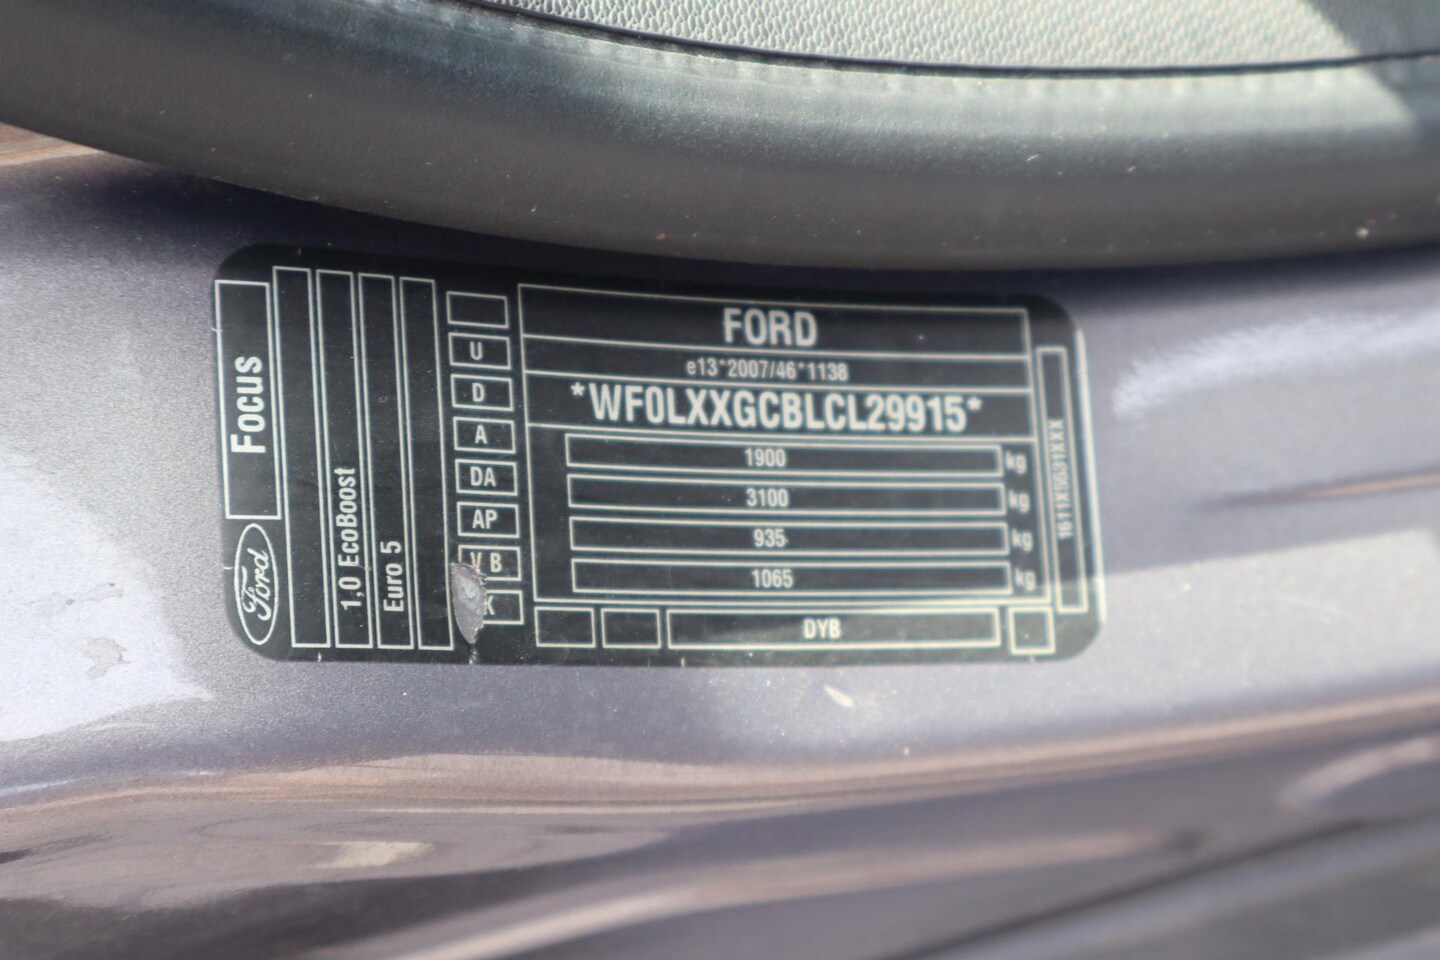 Focus
Ford
1,0 EcoBoost
Euro 5
U
D
A
DA
AP
V B
K
FORD
e13*2007/46*1138
*WF0LXXGCBLCL29915*
1900 kg
3100 kg
935 kg
1065 kg
DYB